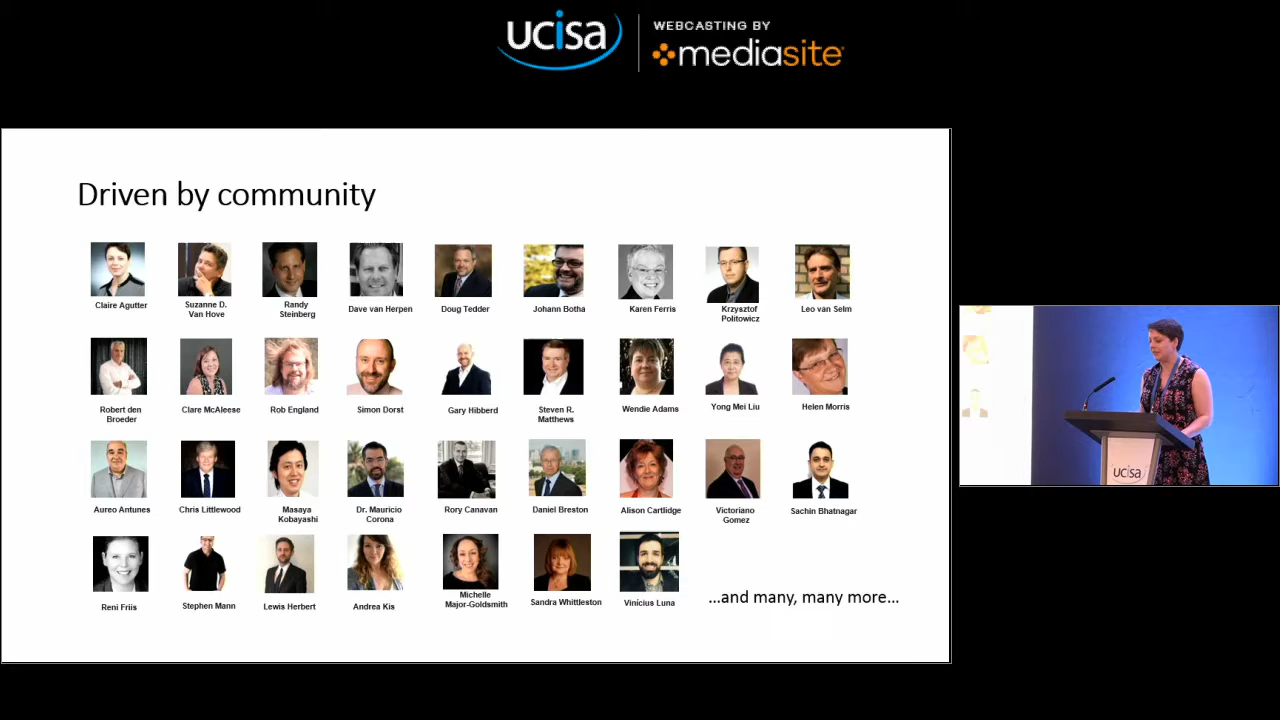 ucisa
WEBCASTING BY
mediasite
Driven by community
Claire Agutter
Suzanne D.
Van Hove
Randy
Steinberg
Dave van Herpen
Doug Tedder
Johann Botha
Karen Ferris
Krzysztof
Politowicz
Leo van Selm
Robert den
Broeder
Clare McAleese
Rob England
Simon Dorst
Gary Hibberd
Steven R.
Matthews
Wendie Adams
Yong Mei Liu
Helen Morris
Aureo Antunes
Chris Littlewood
Masaya
Kobayashi
Dr. Mauricio
Corona
Rory Canavan
Daniel Breston
Alison Cartlidge
Victoriano
Gomez
Sachin Bhatnagar
Reni Friis
Stephen Mann
Lewis Herbert
Andrea Kis
Michelle
Major-Goldsmith
Sandra Whittleston
Vinícius Luna
...and many, many more...
ucisa